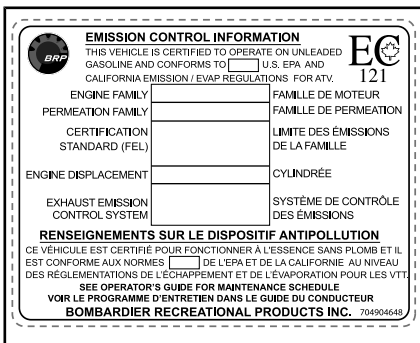 BRP
EMISSION CONTROL INFORMATION
THIS VEHICLE IS CERTIFIED TO OPERATE ON UNLEADED
GASOLINE AND CONFORMS TO U.S. EPA AND
CALIFORNIA EMISSION / EVAP REGULATIONS FOR ATV.
EC
121
ENGINE FAMILY FAMILLE DE MOTEUR
PERMEATION FAMILY FAMILLE DE PERMEATION
CERTIFICATION LIMITE DES ÉMISSIONS
STANDARD (FEL) DE LA FAMILLE
ENGINE DISPLACEMENT CYLINDRÉE
EXHAUST EMISSION SYSTÈME DE CONTRÔLE
CONTROL SYSTEM DES ÉMISSIONS
RENSEIGNEMENTS SUR LE DISPOSITIF ANTIPOLLUTION
CE VÉHICULE EST CERTIFIÉ POUR FONCTIONNER À L'ESSENCE SANS PLOMB ET IL
EST CONFORME AUX NORMES DE L'EPA ET DE LA CALIFORNIE AU NIVEAU
DES RÉGLEMENTATIONS DE L'ÉCHAPPEMENT ET DE L'ÉVAPORATION POUR LES VTT.
SEE OPERATOR'S GUIDE FOR MAINTENANCE SCHEDULE
VOIR LE PROGRAMME D'ENTRETIEN DANS LE GUIDE DU CONDUCTEUR
BOMBARDIER RECREATIONAL PRODUCTS INC. 704904648